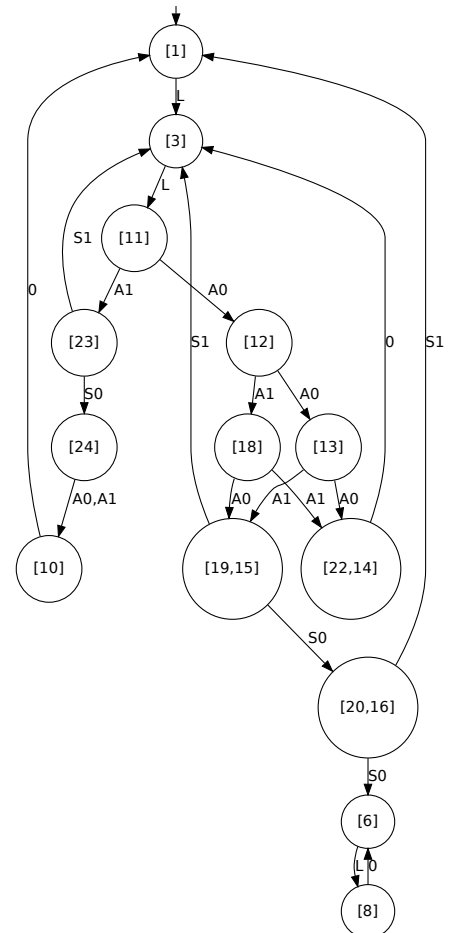 [1]
L
[3]
L
S1 [11]
A1 A0
0 [23] S1 [12] 0 S1
S0 A1 A0
[24] [18] [13]
A0,A1 A0 A1 A1 A0
[10] [19,15] [22,14]
S0
[20,16]
S0
[6]
L 0
[8]